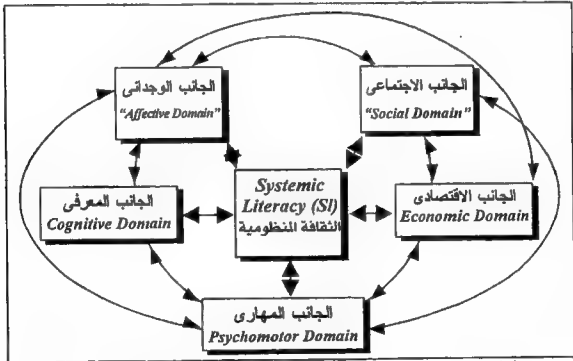 الجانب الوجدانى
"Affective Domain"
الجانب الاجتماعى
"Social Domain"
الجانب المعرفى
Cognitive Domain
Systemic
Literacy (Sl)
الثقافة المنظومية
الجانب الاقتصادى
Economic Domain
الجانب المهارى
Psychomotor Domain